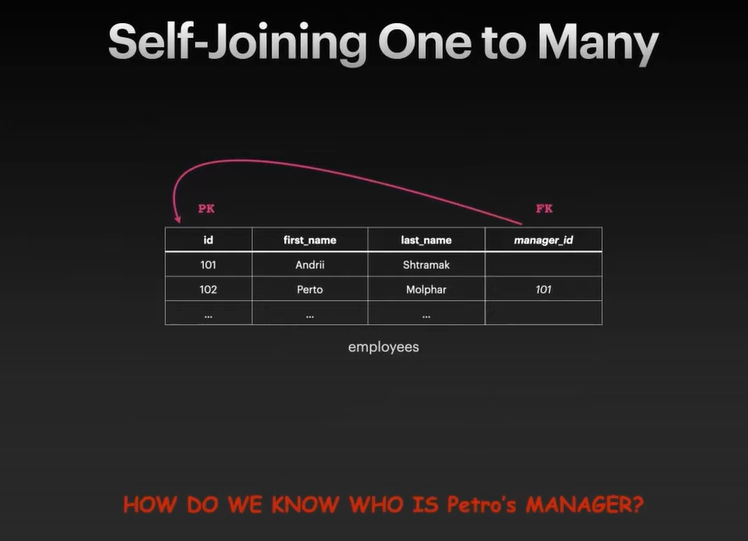 Self-Joining One to Many
PK FK
id first_name last_name manager_id
101 Andrii Shtramak
102 Perto Molphar 101
... ... ...
employees
HOW DO WE KNOW WHO IS Petro's MANAGER?